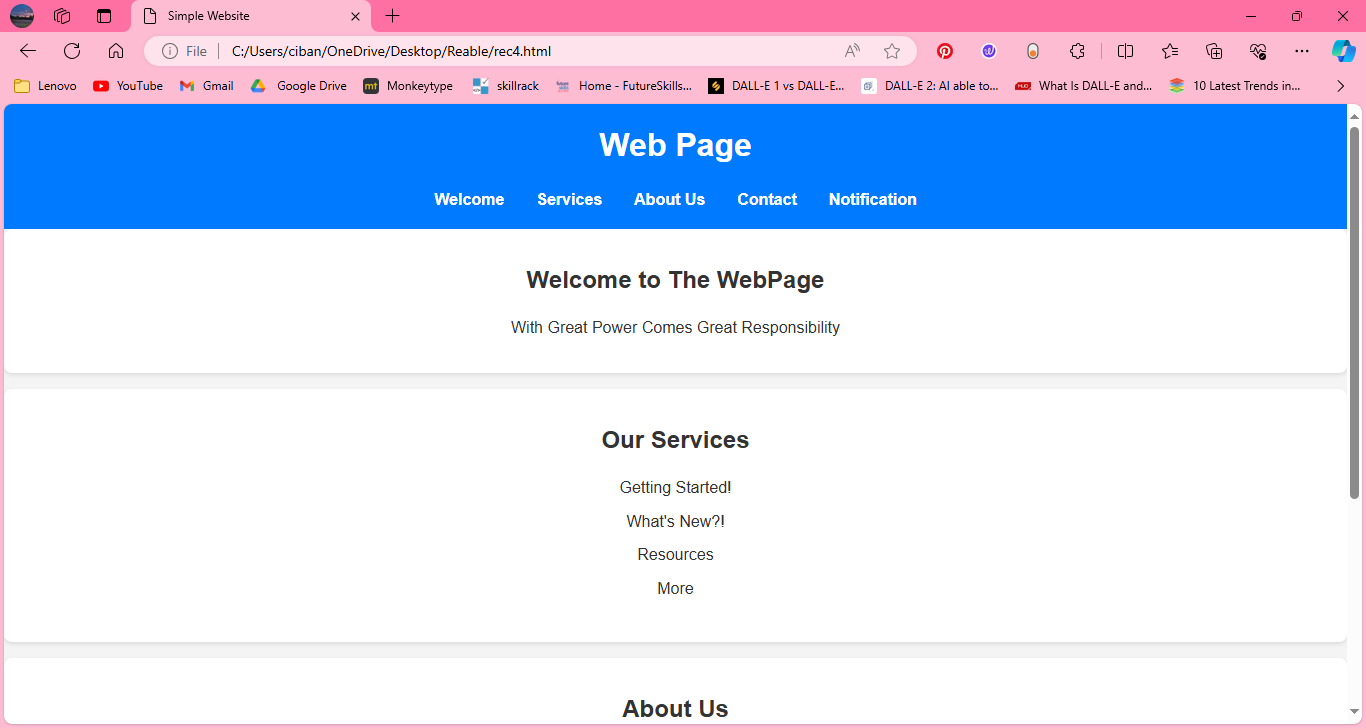 Simple Website
File C:/Users/ciban/OneDrive/Desktop/Reable/rec4.html
Lenovo YouTube Gmail Google Drive mt Monkeytype skillrack Home - FutureSkills... DALL-E 1 vs DALL-E... DALL-E 2: AI able to... What Is DALL-E and... 10 Latest Trends in...
Web Page
Welcome Services About Us Contact Notification
Welcome to The WebPage
With Great Power Comes Great Responsibility
Our Services
Getting Started!
What's New?!
Resources
More
About Us